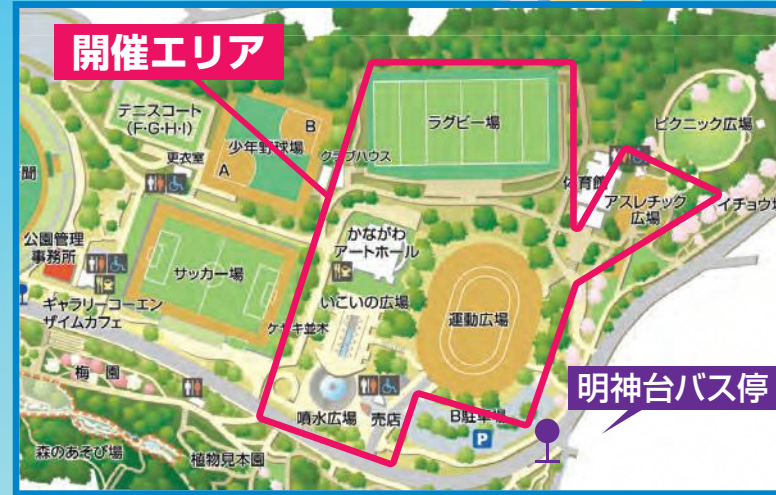 開催エリア
テニスコート
(F・G・H・I)
B
少年野球場
A
更衣室
クラブハウス
ラグビー場
ピクニック広場
体育館
アスレチック
広場
イチョウ
公園管理
事務所
サッカー場
かながわ
アートホール
いこいの広場
運動広場
ギャラリーコーエン
ザイムカフェ
ケヤキ並木
梅園
噴水広場
売店
B駐車場
P
明神台バス停
森のあそび場
植物見本園